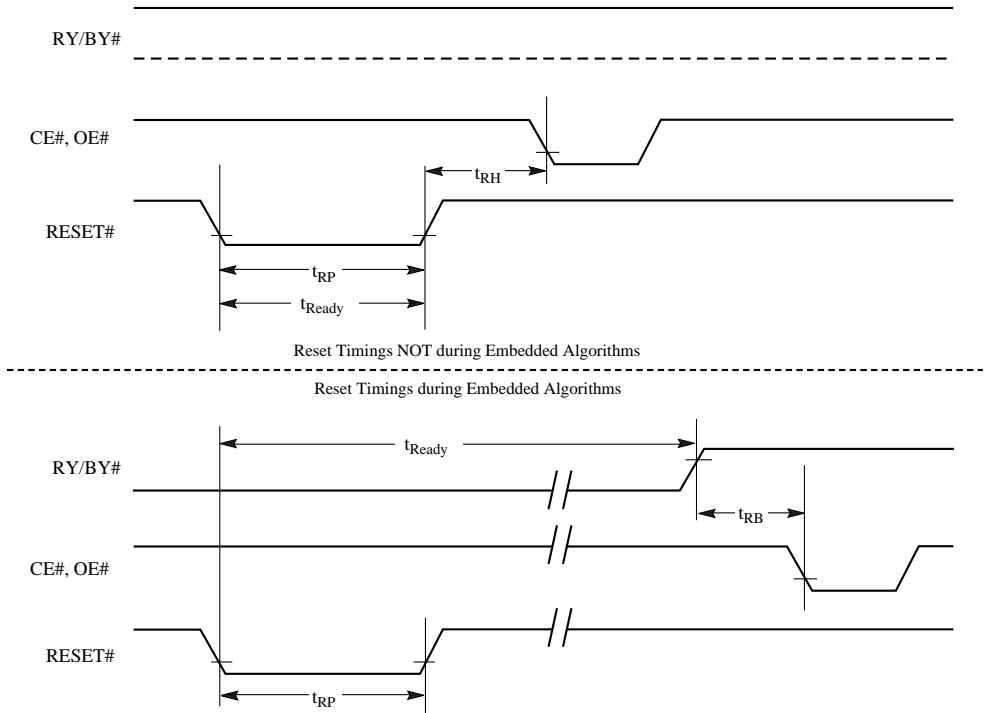 RY/BY#
CE#, OE#
tRH
RESET#
tRP
tReady
Reset Timings NOT during Embedded Algorithms
Reset Timings during Embedded Algorithms
tReady
RY/BY#
tRB
CE#, OE#
RESET#
tRP